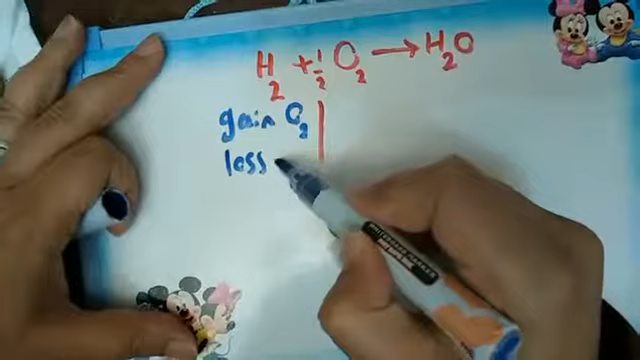 H₂ + ½ O₂ → H₂O
gain O₂
loss